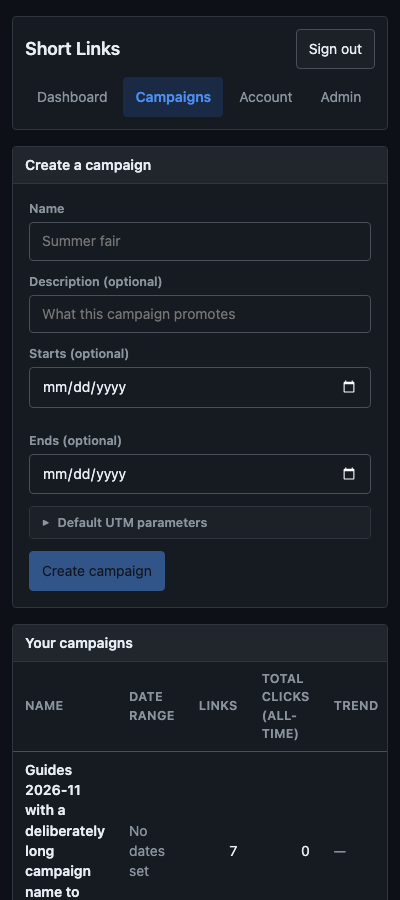 Short Links
Sign out
Dashboard
Campaigns
Account
Admin
Create a campaign
Name
Summer fair
Description (optional)
What this campaign promotes
Starts (optional)
mm/dd/yyyy
Ends (optional)
mm/dd/yyyy
Default UTM parameters
Create campaign
Your campaigns
NAME
DATE
RANGE
LINKS
TOTAL
CLICKS
(ALL-
TIME)
TREND
Guides
2026-11
with a
deliberately
long
campaign
name to
No
dates
set
7
0
—